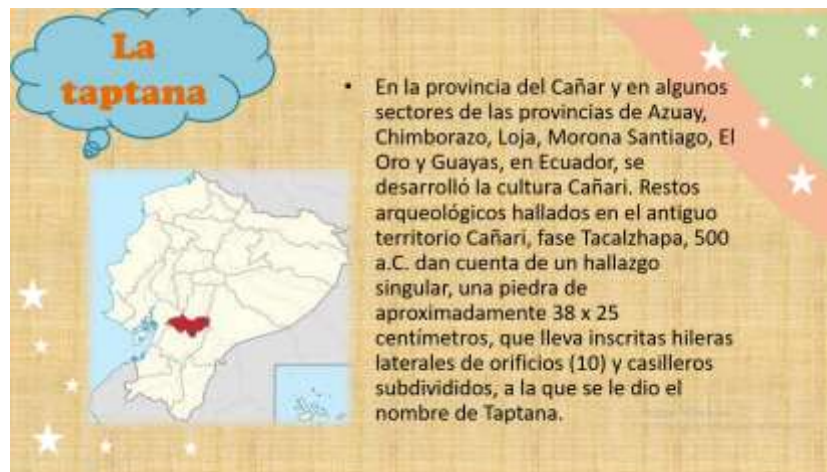 La
taptana
• En la provincia del Cañar y en algunos
sectores de las provincias de Azuay,
Chimborazo, Loja, Morona Santiago, El
Oro y Guayas, en Ecuador, se
desarrolló la cultura Cañari. Restos
arqueológicos hallados en el antiguo
territorio Cañari, fase Tacalzhapa, 500
a.C. dan cuenta de un hallazgo
singular, una piedra de
aproximadamente 38 x 25
centímetros, que lleva inscritas hileras
laterales de orificios (10) y casilleros
subdivididos, a la que se le dio el
nombre de Taptana.